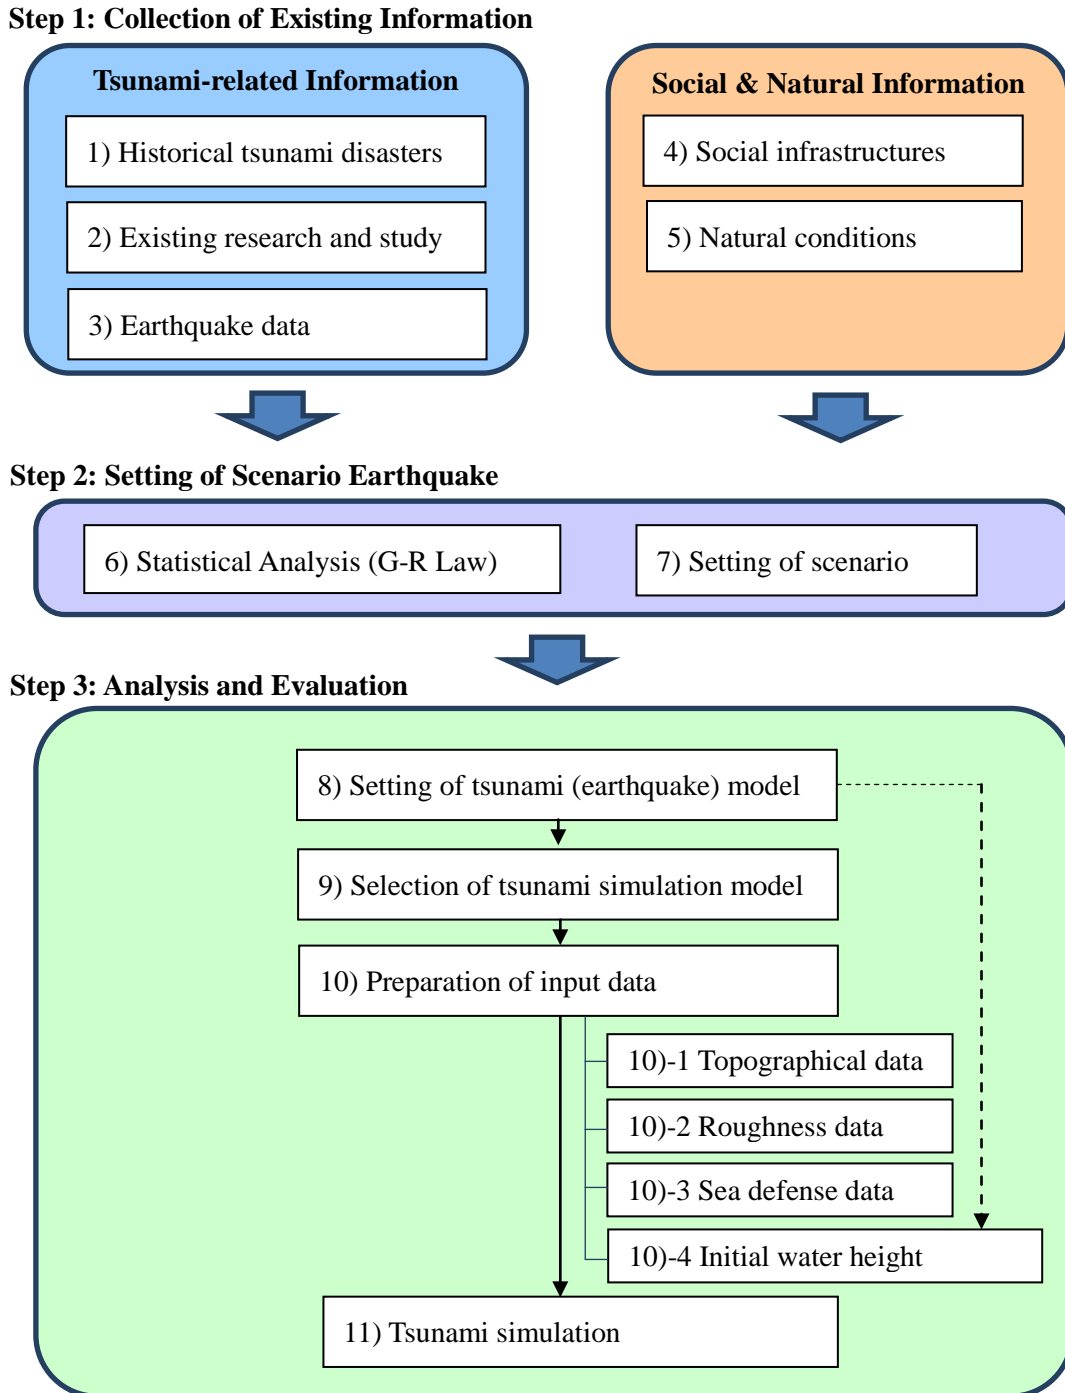 Step 1: Collection of Existing Information
Tsunami-related Information
1) Historical tsunami disasters
2) Existing research and study
3) Earthquake data
Social & Natural Information
4) Social infrastructures
5) Natural conditions
Step 2: Setting of Scenario Earthquake
6) Statistical Analysis (G-R Law)
7) Setting of scenario
Step 3: Analysis and Evaluation
8) Setting of tsunami (earthquake) model
9) Selection of tsunami simulation model
10) Preparation of input data
10)-1 Topographical data
10)-2 Roughness data
10)-3 Sea defense data
10)-4 Initial water height
11) Tsunami simulation